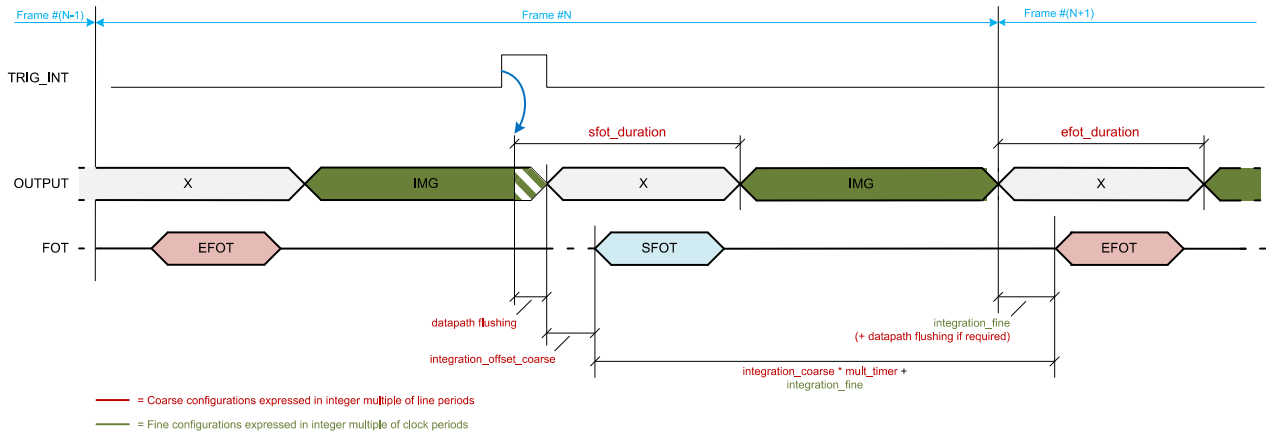 Frame #(N-1)
Frame #N
Frame #(N+1)
TRIG_INT
sfot_duration
efot_duration
OUTPUT
X
IMG
X
IMG
X
FOT
EFOT
SFOT
EFOT
datapath flushing
integration_offset_coarse
integration_fine
(+ datapath flushing if required)
integration_coarse * mult_timer +
integration_fine
= Coarse configurations expressed in integer multiple of line periods
= Fine configurations expressed in integer multiple of clock periods